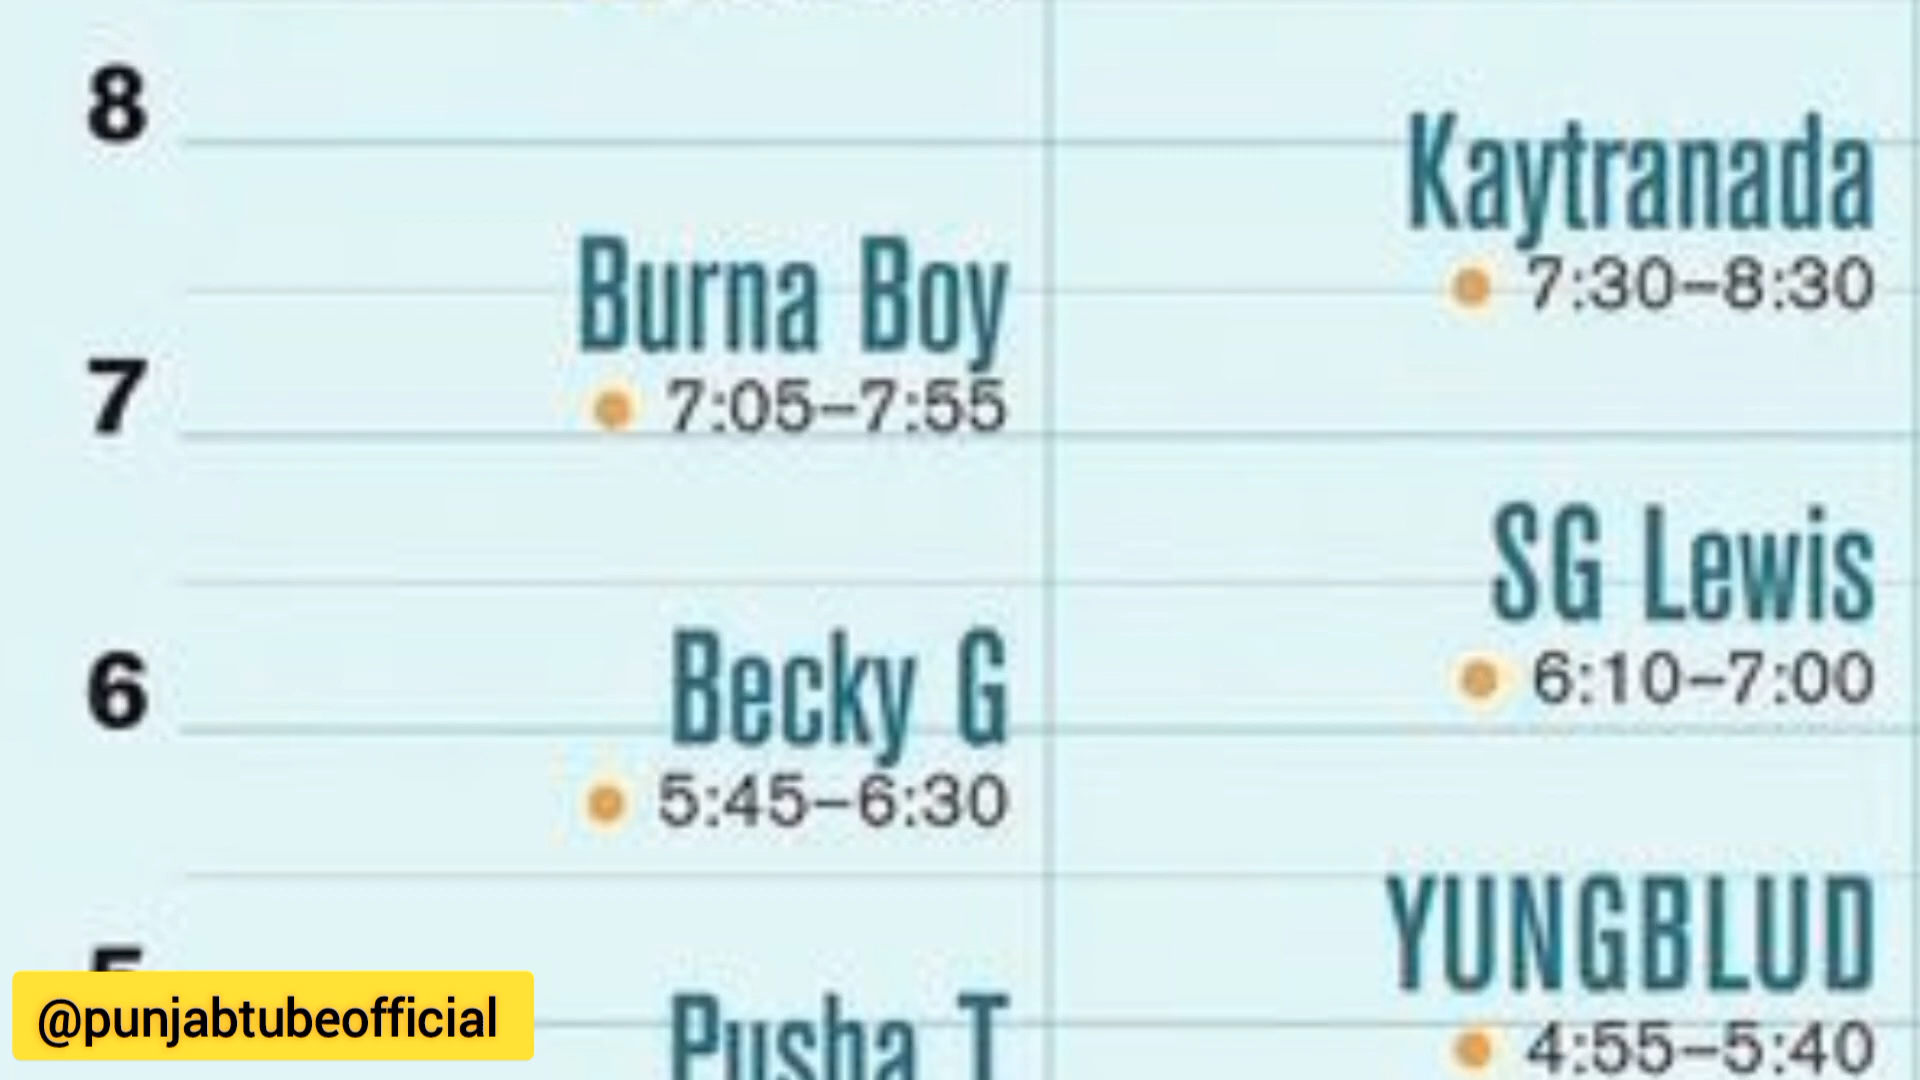 8
Kaytranada
7:30–8:30
Burna Boy
7:05–7:55
7
SG Lewis
6:10–7:00
6
Becky G
5:45–6:30
YUNGBLUD
4:55–5:40
5
Pusha T
@punjabtubeofficial